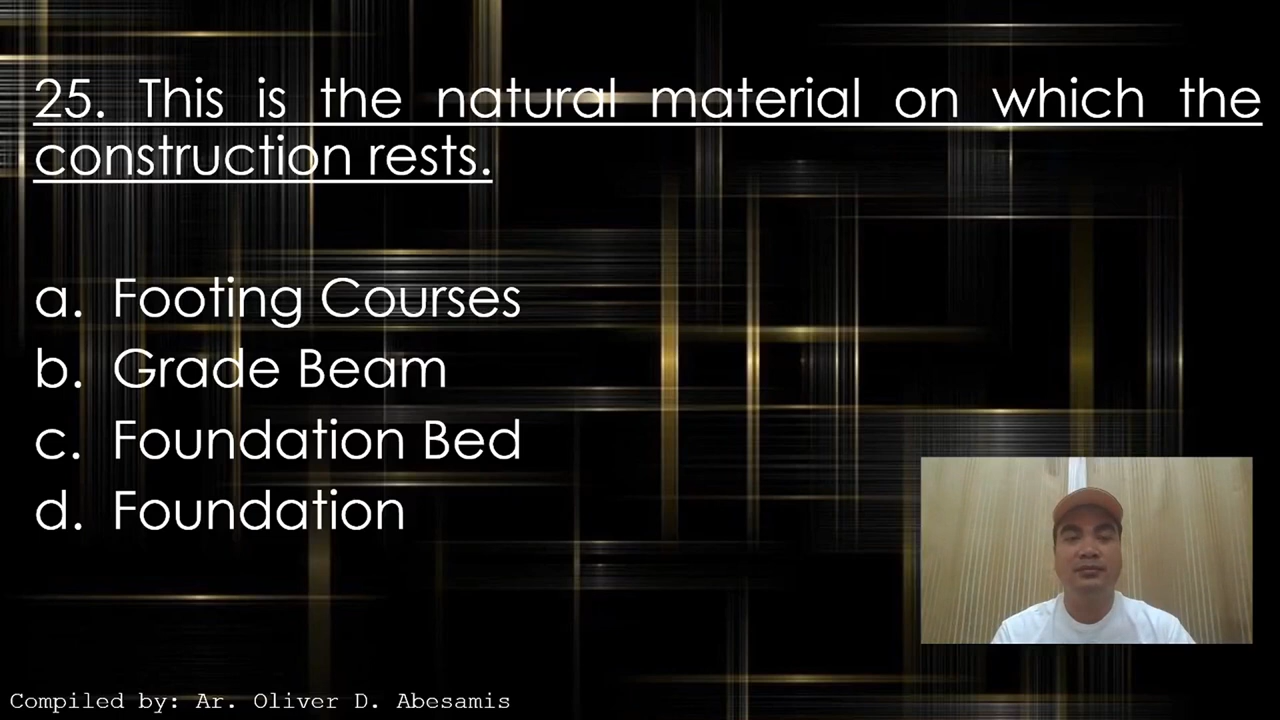 25. This is the natural material on which the
construction rests.
a. Footing Courses
b. Grade Beam
c. Foundation Bed
d. Foundation
Compiled by: Ar. Oliver D. Abesamis